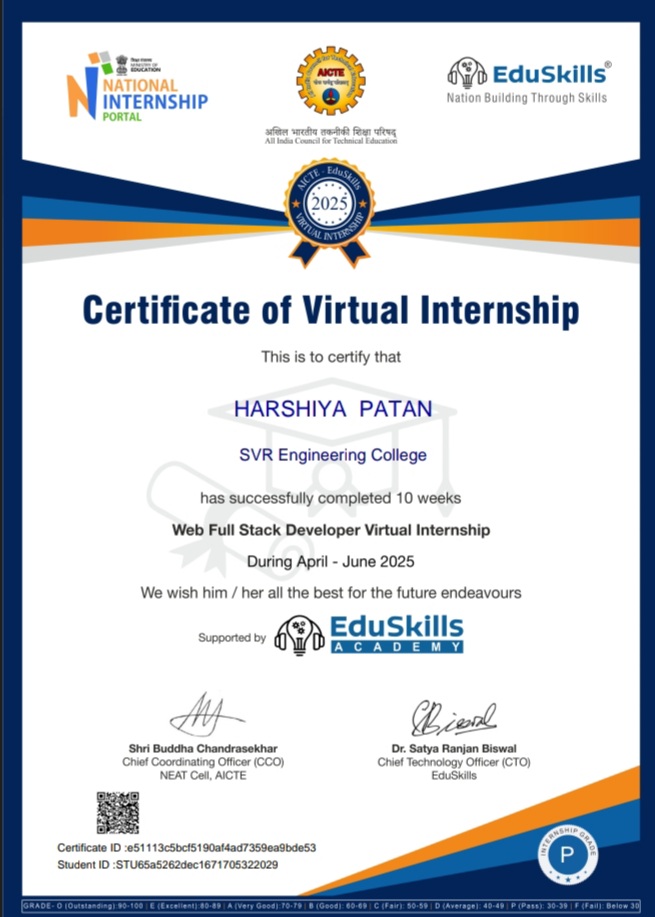 शिक्षा मंत्रालय
MINISTRY OF
EDUCATION
NATIONAL
INTERNSHIP
PORTAL
AICTE
अखिल भारतीय तकनीकी शिक्षा परिषद्
All India Council for Technical Education
EduSkills®
Nation Building Through Skills
AICTE - EduSkills
2025
VIRTUAL INTERNSHIP
Certificate of Virtual Internship
This is to certify that
HARSHIYA PATAN
SVR Engineering College
has successfully completed 10 weeks
Web Full Stack Developer Virtual Internship
During April - June 2025
We wish him / her all the best for the future endeavours
Supported by
EduSkills
ACADEMY
Shri Buddha Chandrasekhar
Chief Coordinating Officer (CCO)
NEAT Cell, AICTE
Dr. Satya Ranjan Biswal
Chief Technology Officer (CTO)
EduSkills
Certificate ID :e51113c5bcf5190af4ad7359ea9bde53
Student ID :STU65a5262dec1671705322029
INTERNSHIP GRADE
P
GRADE- O (Outstanding):90-100 | E (Excellent):80-89 | A (Very Good):70-79 | B (Good): 60-69 | C (Fair): 50-59 | D (Average): 40-49 | P (Pass): 30-39 | F (Fail): Below 30